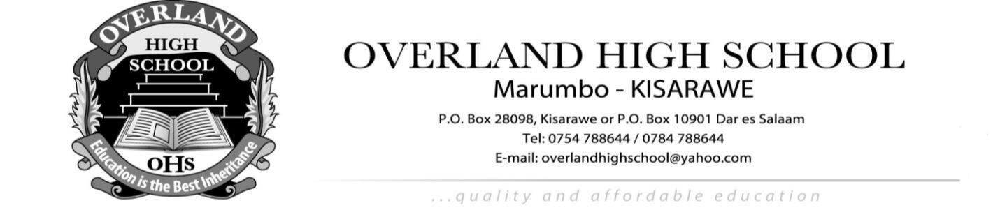 OVERLAND
HIGH
SCHOOL
OHS
Education is the Best Inheritance
OVERLAND HIGH SCHOOL
Marumbo - KISARAWE
P.O. Box 28098, Kisarawe or P.O. Box 10901 Dar es Salaam
Tel: 0754 788644 / 0784 788644
E-mail: overlandhighschool@yahoo.com
...quality and affordable education